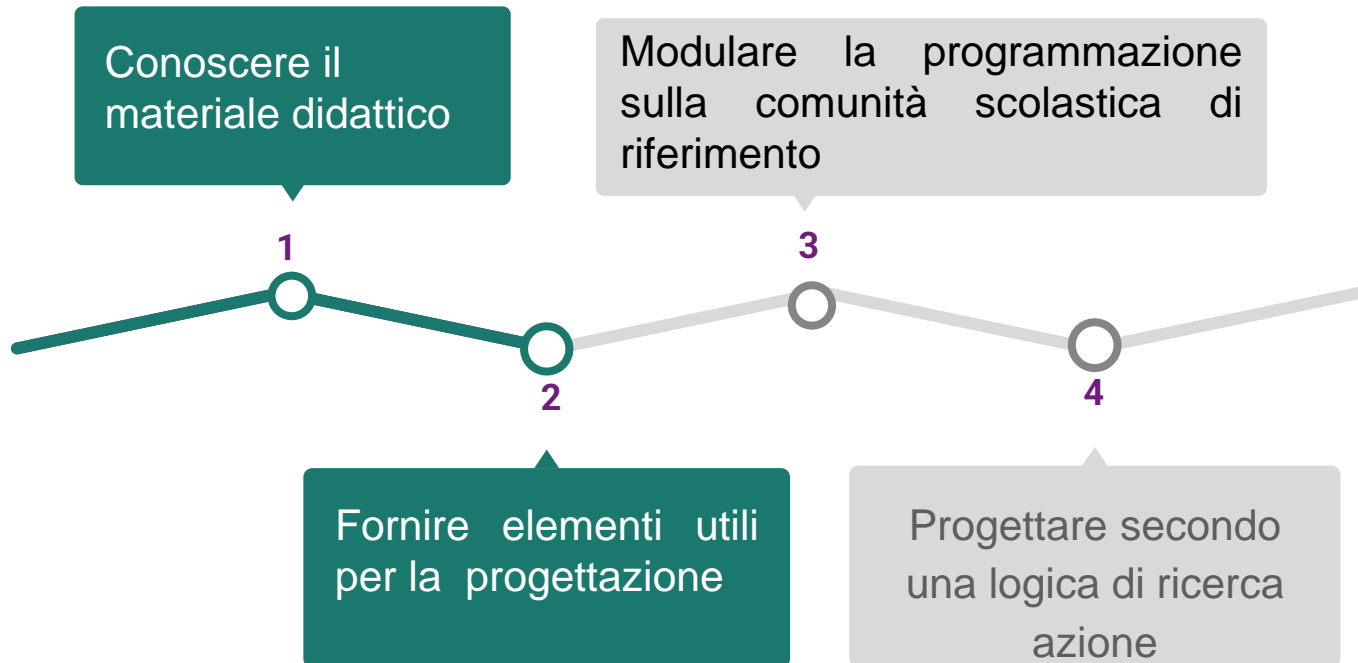 Conoscere il
materiale didattico
Modulare la programmazione
sulla comunità scolastica di
riferimento
1
3
2
4
Fornire elementi utili
per la progettazione
Progettare secondo
una logica di ricerca
azione